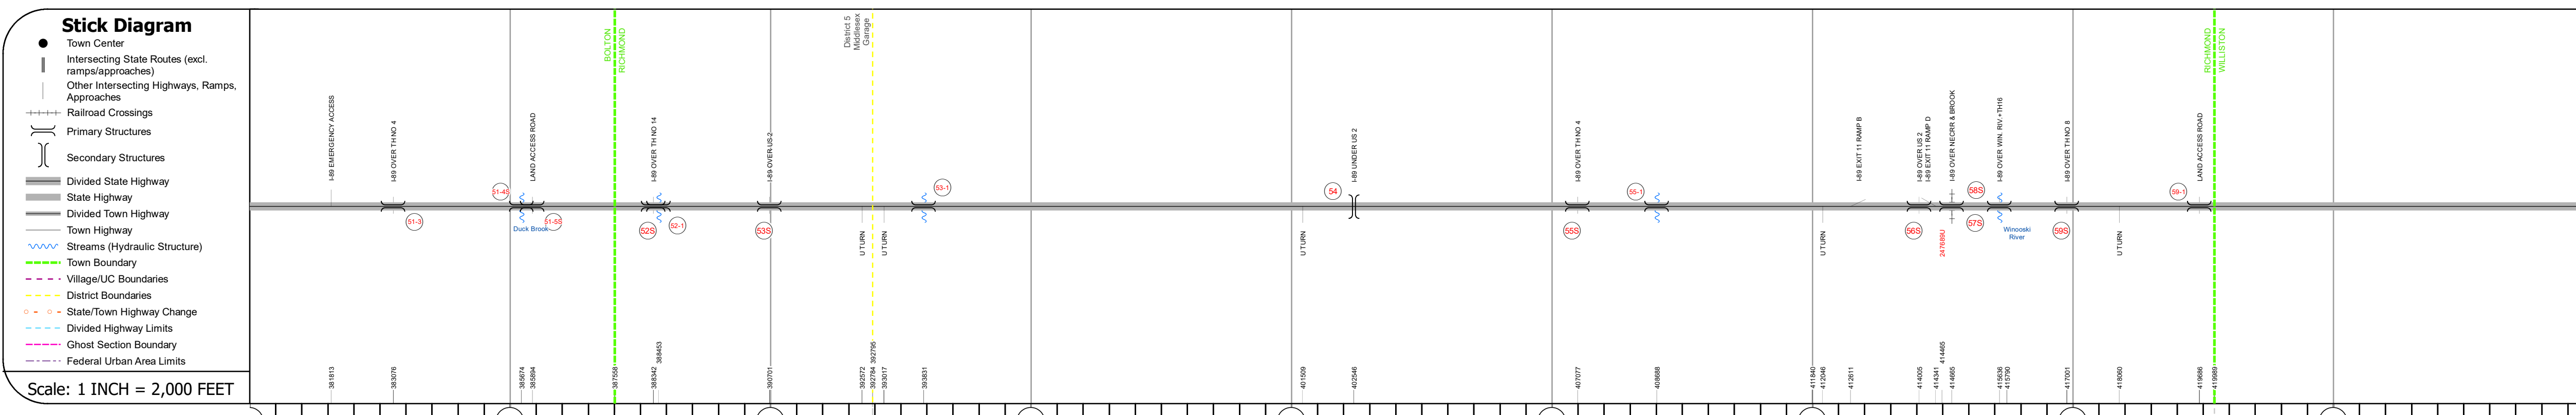 Stick Diagram
Town Center
Intersecting State Routes (excl.
ramps/approaches)
Other Intersecting Highways, Ramps,
Approaches
Railroad Crossings
Primary Structures
Secondary Structures
Divided State Highway
State Highway
Divided Town Highway
Town Highway
Streams (Hydraulic Structure)
Town Boundary
Village/UC Boundaries
District Boundaries
State/Town Highway Change
Divided Highway Limits
Ghost Section Boundary
Federal Urban Area Limits
Scale: 1 INCH = 2,000 FEET
BOLTON
RICHMOND
District 5
Middlesex
Garage
RICHMOND
WILLISTON
I-89 EMERGENCY ACCESS
I-89 OVER TH NO 4
LAND ACCESS ROAD
I-89 OVER TH NO 14
I-89 OVER US 2
I-89 UNDER US 2
I-89 OVER TH NO 4
I-89 EXIT 11 RAMP B
I-89 OVER US 2
I-89 EXIT 11 RAMP D
I-89 OVER NECRR & BROOK
I-89 OVER WIN. RIV.+TH16
I-89 OVER TH NO 8
LAND ACCESS ROAD
51-4S
53-1
54
55-1
58S
59-1
51-3
51-5S
Duck Brook
52S
52-1
53S
55S
56S
57S
59S
Winooski
River
U TURN
U TURN
U TURN
U TURN
247689U
U TURN
381813
383076
385674
385894
387558
388342
388453
390701
392572
392784
392795
393017
393831
401509
402546
407077
408688
411840
412046
412611
414005
414341
414465
414665
415636
415790
417001
418060
419686
419989